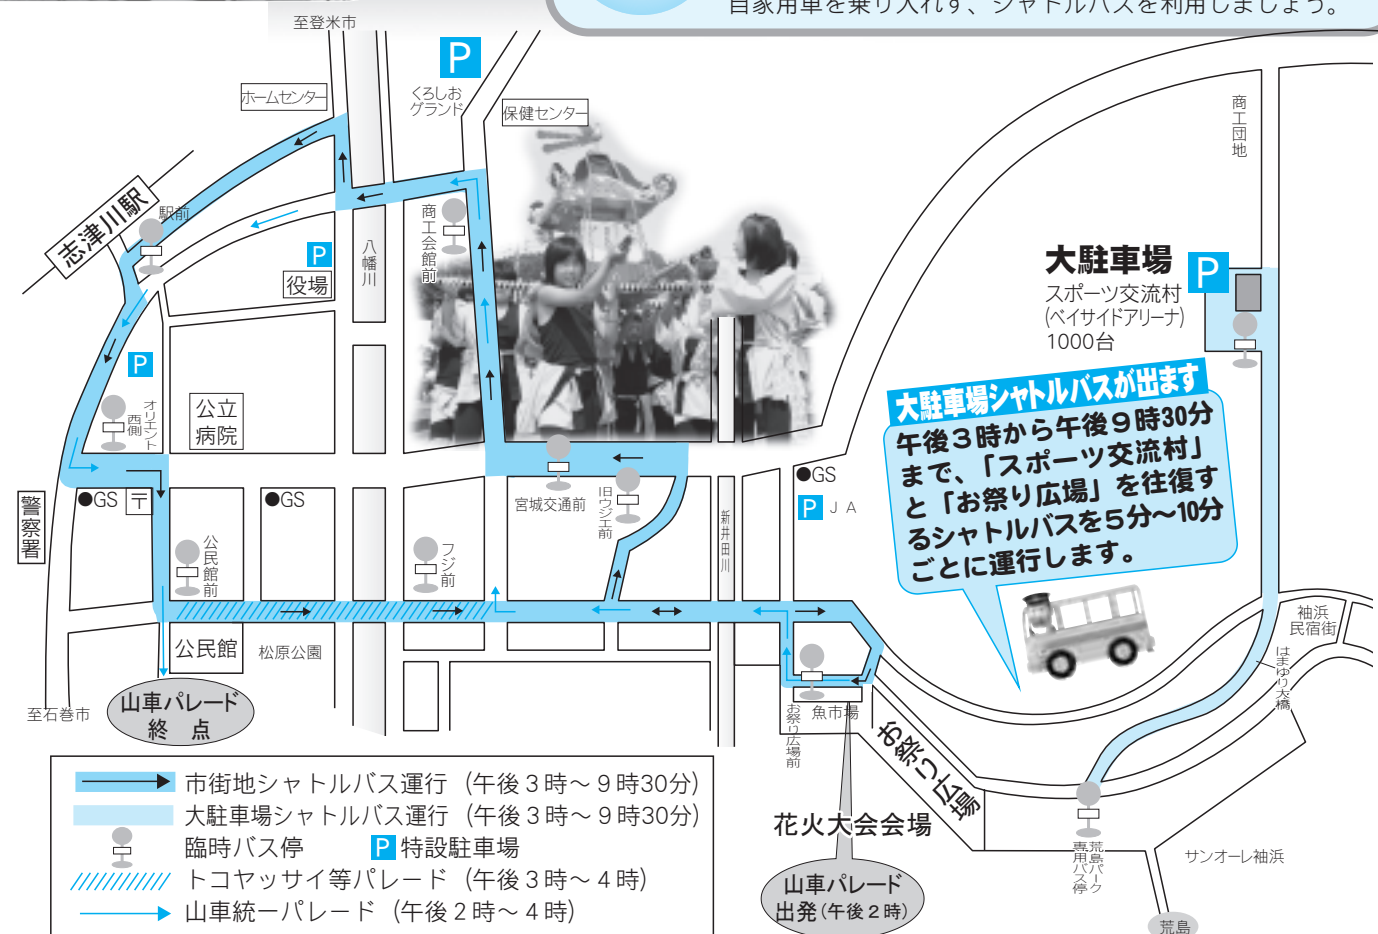 自家用車を乗り入れず、シャトルバスを利用しましょう。
至登米市
P
くろしお
グランド
ホームセンター
保健センター
商工団地
志津川駅
駅前
商工会館前
八幡川
P
役場
大駐車場
P
スポーツ交流村
(ベイサイドアリーナ)
1000台
P
オリエント
西側
公立
病院
大駐車場シャトルバスが出ます
午後3時から午後9時30分
まで、「スポーツ交流村」
と「お祭り広場」を往復す
るシャトルバスを5分～10分
ごとに運行します。
警察署
●GS
〒
●GS
宮城交通前
旧ウジエ前
新井田川
●GS
P JA
公民館前
フジ前
公民館
松原公園
袖浜
民宿街
はまゆり大橋
至石巻市
山車パレード
終 点
お祭り広場前
魚市場
お祭り広場
花火大会会場
山車パレード
出発(午後2時)
荒島パーク
専用バス停
サンオーレ袖浜
荒島
市街地シャトルバス運行 (午後3時～9時30分)
大駐車場シャトルバス運行 (午後3時～9時30分)
臨時バス停 P 特設駐車場
トコヤッサイ等パレード (午後3時～4時)
山車統一パレード (午後2時～4時)